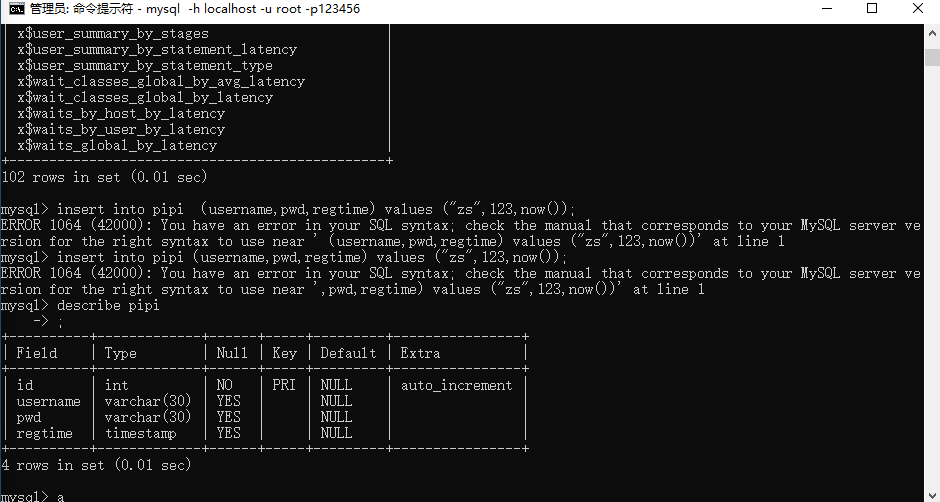 管理员: 命令提示符 - mysql  -h localhost -u root -p123456
| x$user_summary_by_stages                      |
| x$user_summary_by_statement_latency           |
| x$user_summary_by_statement_type              |
| x$wait_classes_global_by_avg_latency          |
| x$wait_classes_global_by_latency              |
| x$waits_by_host_by_latency                    |
| x$waits_by_user_by_latency                    |
| x$waits_global_by_latency                     |
+-----------------------------------------------+
102 rows in set (0.01 sec)
mysql> insert into pipi  (username,pwd,regtime) values ("zs",123,now());
ERROR 1064 (42000): You have an error in your SQL syntax; check the manual that corresponds to your MySQL server ve
rsion for the right syntax to use near ' (username,pwd,regtime) values ("zs",123,now())' at line 1
mysql> insert into pipi (username,pwd,regtime) values ("zs",123,now());
ERROR 1064 (42000): You have an error in your SQL syntax; check the manual that corresponds to your MySQL server ve
rsion for the right syntax to use near ',pwd,regtime) values ("zs",123,now())' at line 1
mysql> describe pipi
    -> ;
+----------+-------------+------+-----+---------+----------------+
| Field    | Type        | Null | Key | Default | Extra          |
+----------+-------------+------+-----+---------+----------------+
| id       | int         | NO   | PRI | NULL    | auto_increment |
| username | varchar(30) | YES  |     | NULL    |                |
| pwd      | varchar(30) | YES  |     | NULL    |                |
| regtime  | timestamp   | YES  |     | NULL    |                |
+----------+-------------+------+-----+---------+----------------+
4 rows in set (0.01 sec)
mysql> a